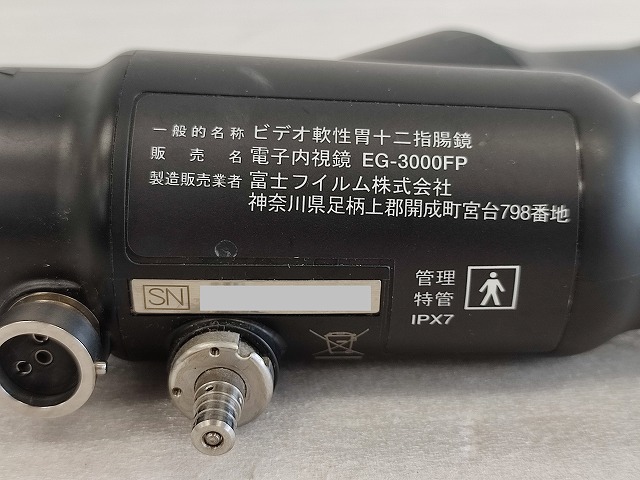 一般的名称 ビデオ軟性胃十二指腸鏡
販売名 電子内視鏡 EG-3000FP
製造販売業者 富士フイルム株式会社
神奈川県足柄上郡開成町宮台798番地
SN
管理
特管
IPX7